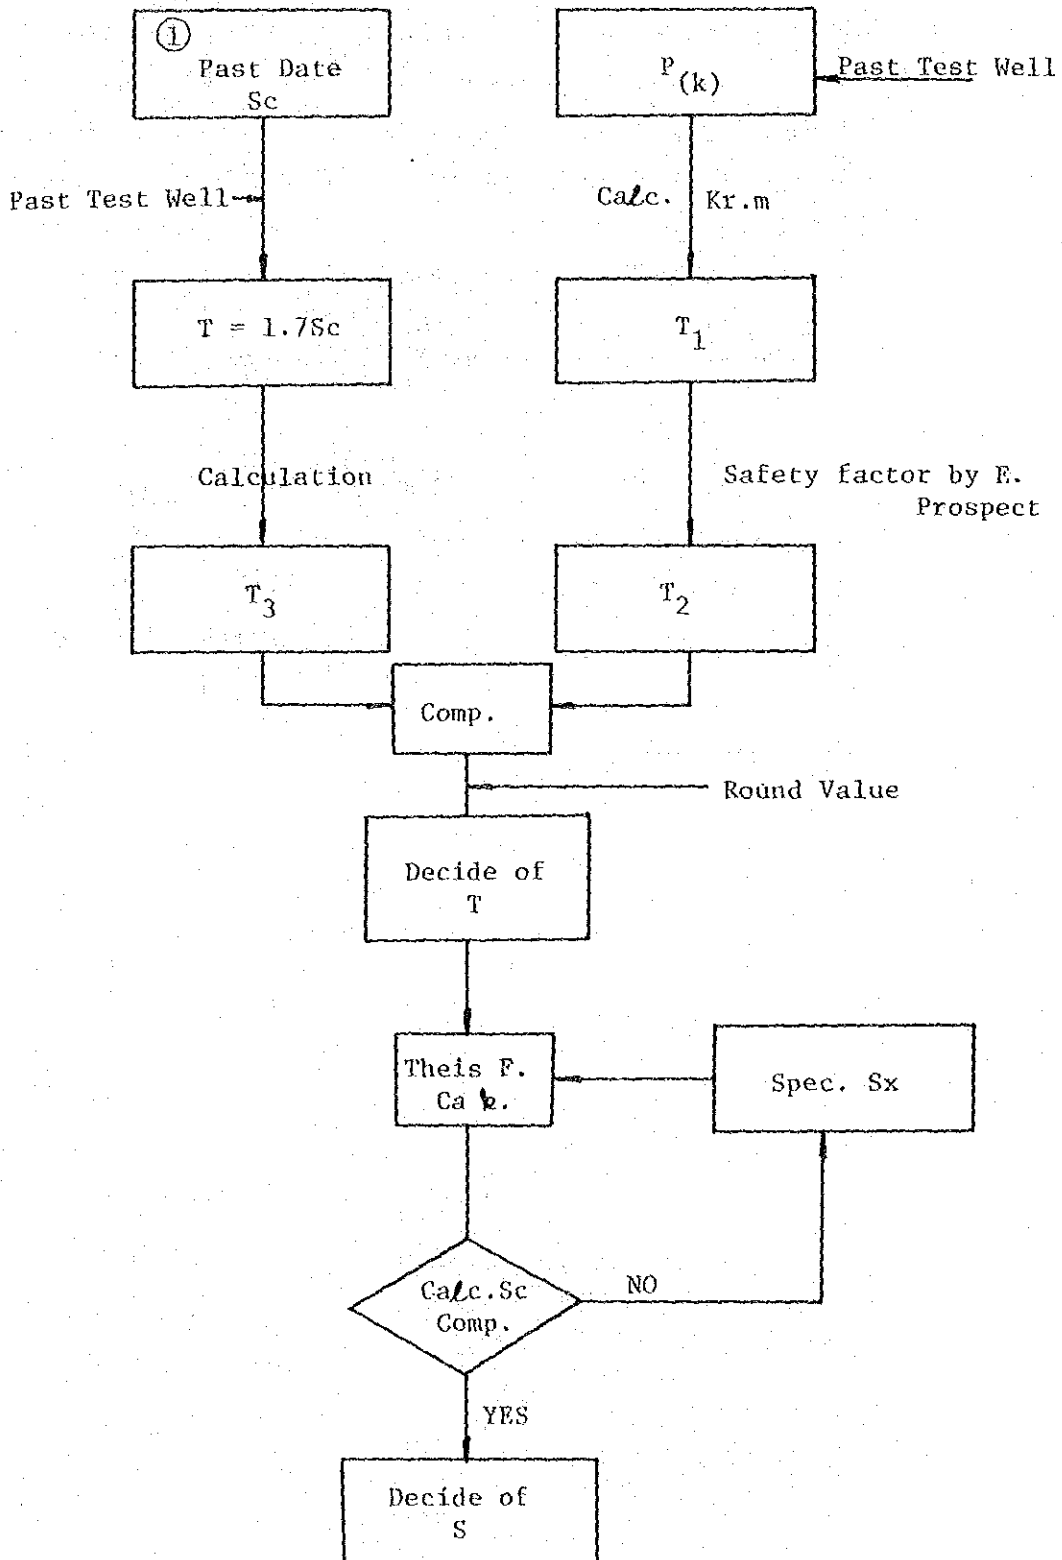 ①
Past Date
Sc
P(k)
Past Test Well
Past Test Well
Calc. Kr.m
T = 1.7Sc
T1
Calculation
Safety factor by E.
Prospect
T3
T2
Comp.
Round Value
Decide of
T
Theis F.
Spec. Sx
Calc.Sc
Comp.
NO
YES
Decide of
S